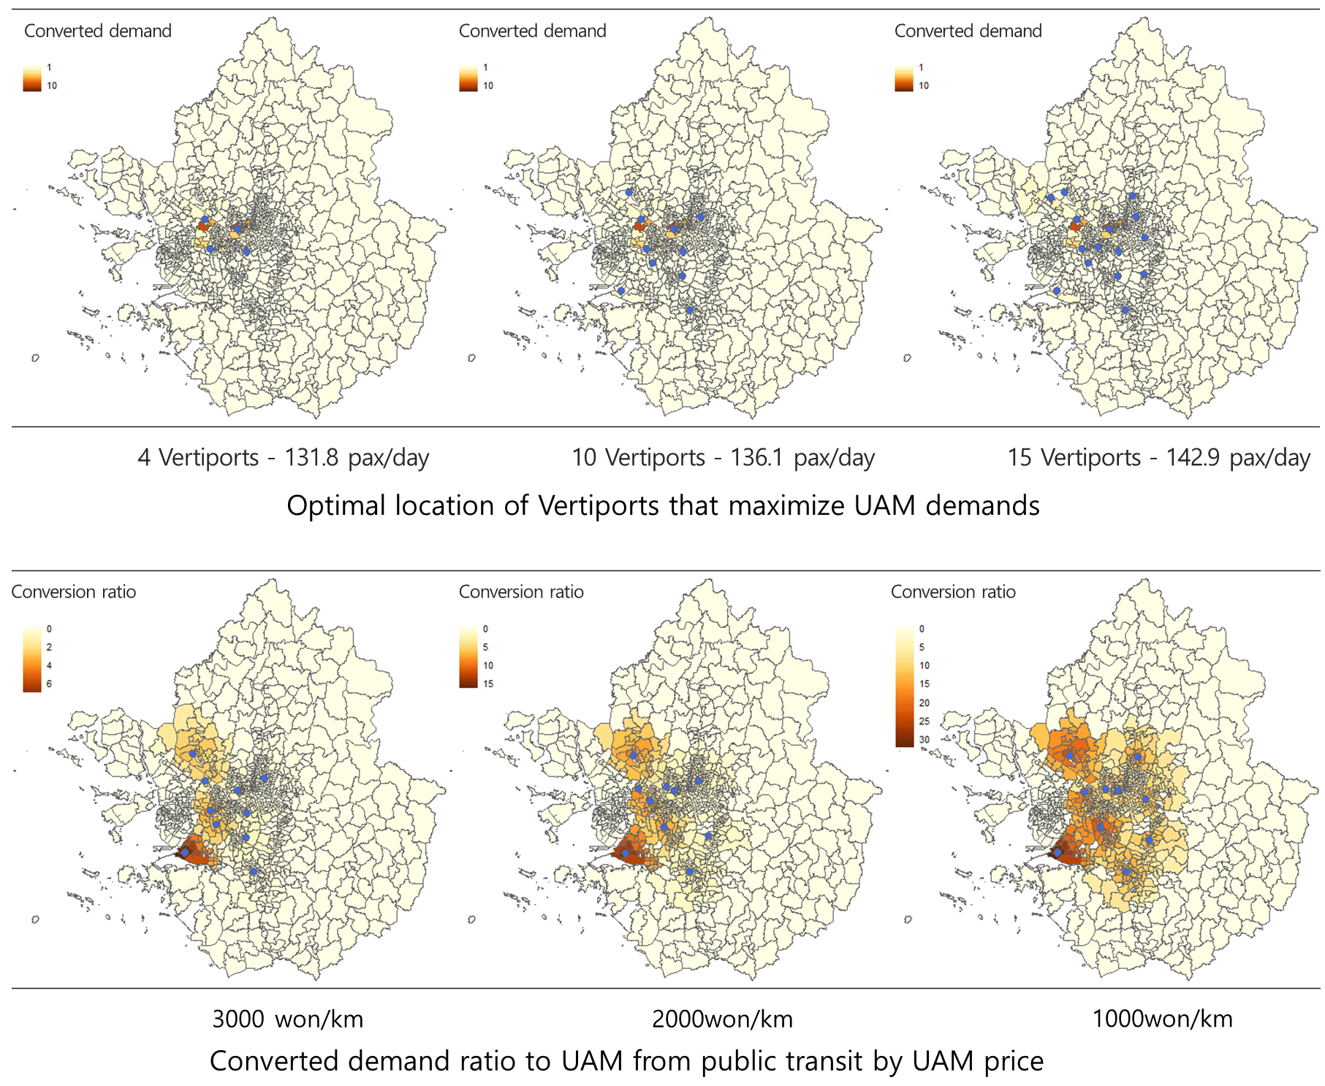 Converted demand
1
10
Converted demand
1
10
Converted demand
1
10
4 Vertiports - 131.8 pax/day
10 Vertiports - 136.1 pax/day
15 Vertiports - 142.9 pax/day
Optimal location of Vertiports that maximize UAM demands
Conversion ratio
0
2
4
6
Conversion ratio
0
5
10
15
Conversion ratio
0
5
10
15
20
25
30
3000 won/km
2000won/km
1000won/km
Converted demand ratio to UAM from public transit by UAM price